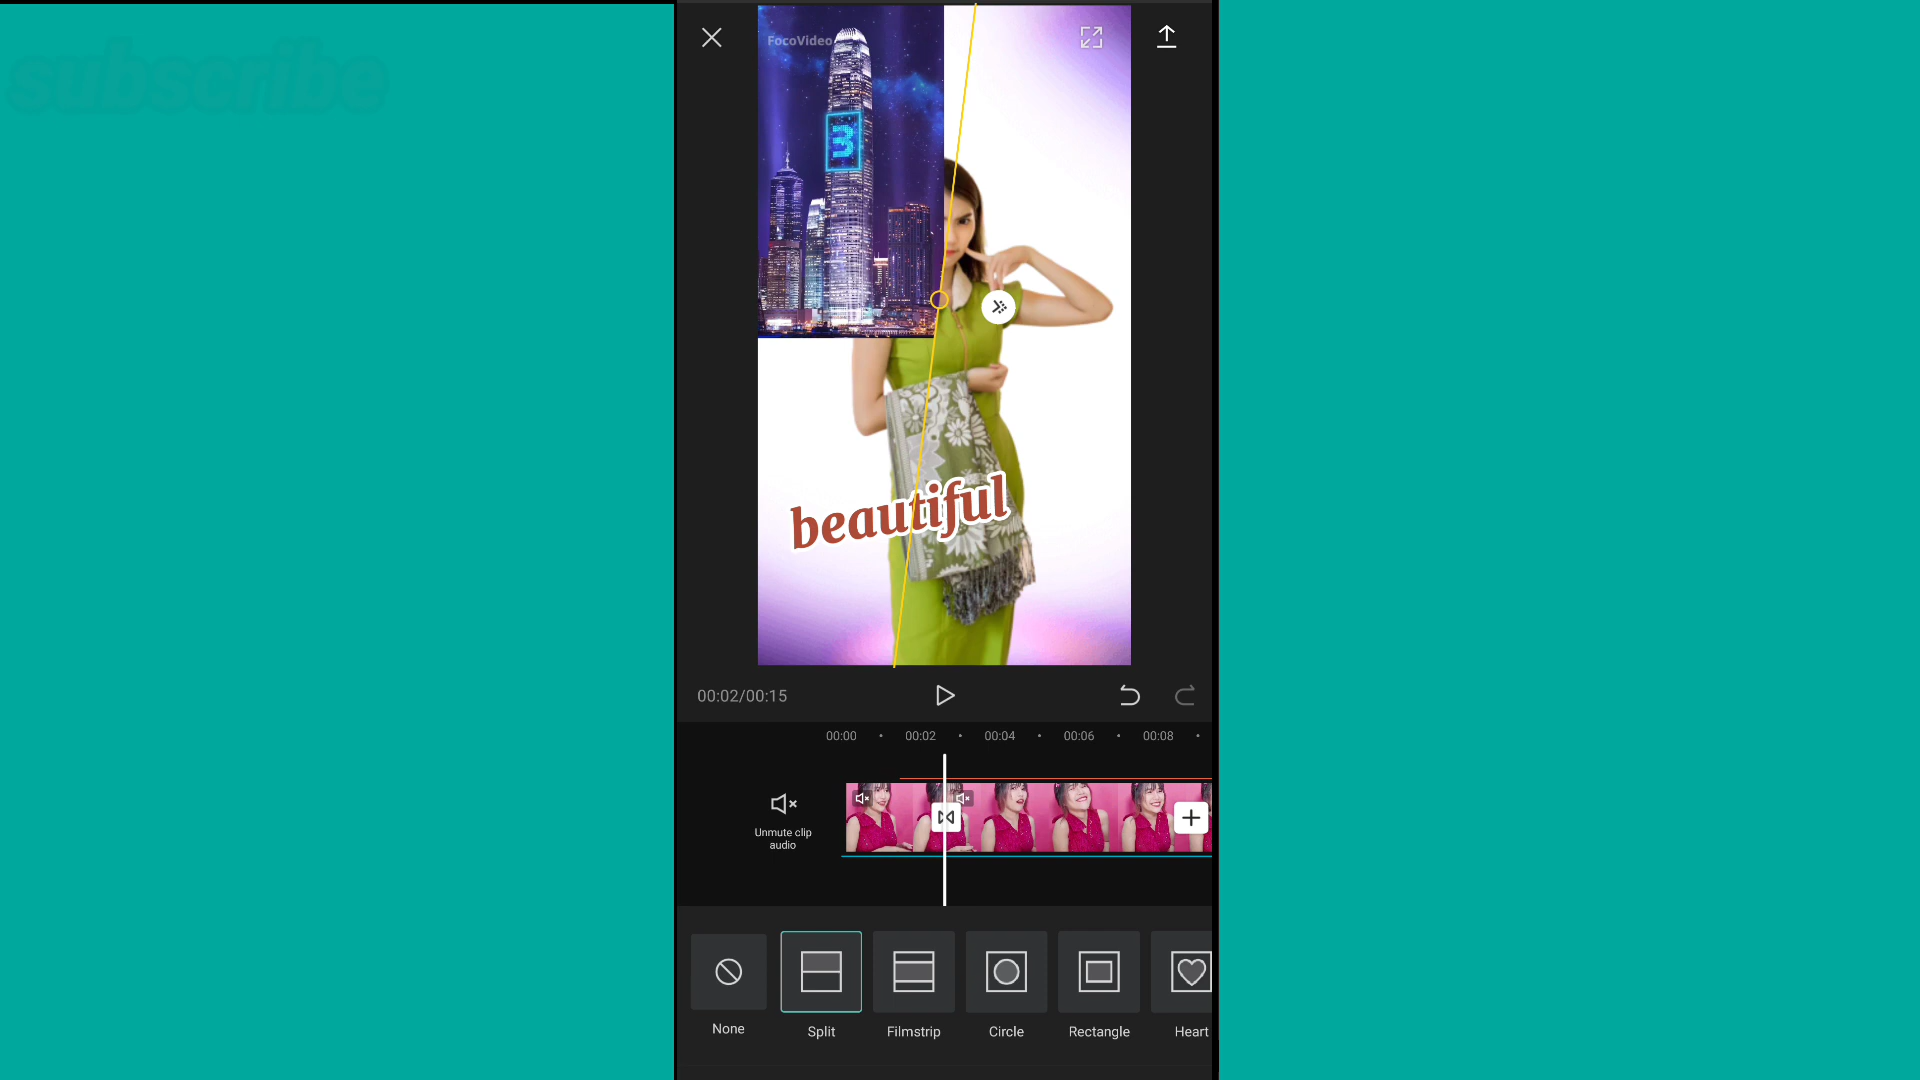 subscribe
FocoVideo
3
beautiful
00:02/00:15
00:00 • 00:02 • 00:04 • 00:06 • 00:08 •
Unmute clip
audio
None
Split
Filmstrip
Circle
Rectangle
Heart